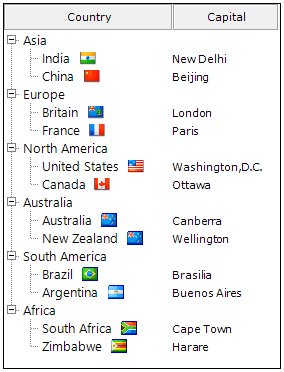 Country Capital
Asia
India New Delhi
China Beijing
Europe
Britain London
France Paris
North America
United States Washington,D.C.
Canada Ottawa
Australia
Australia Canberra
New Zealand Wellington
South America
Brazil Brasilia
Argentina Buenos Aires
Africa
South Africa Cape Town
Zimbabwe Harare